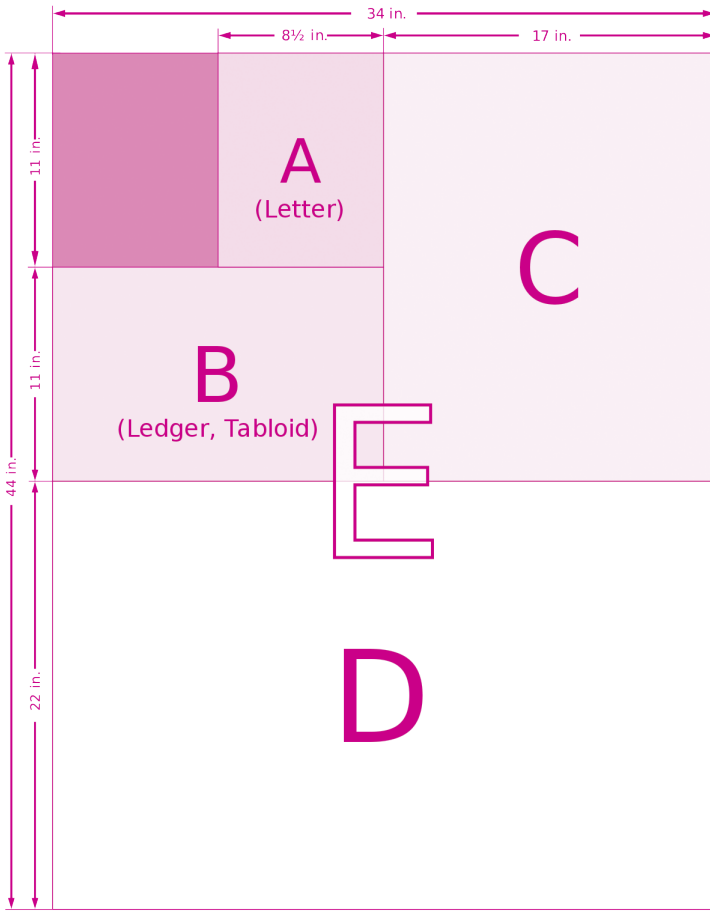 34 in.
8½ in.
17 in.
11 in.
A
(Letter)
C
11 in.
B
(Ledger, Tabloid)
E
44 in.
22 in.
D